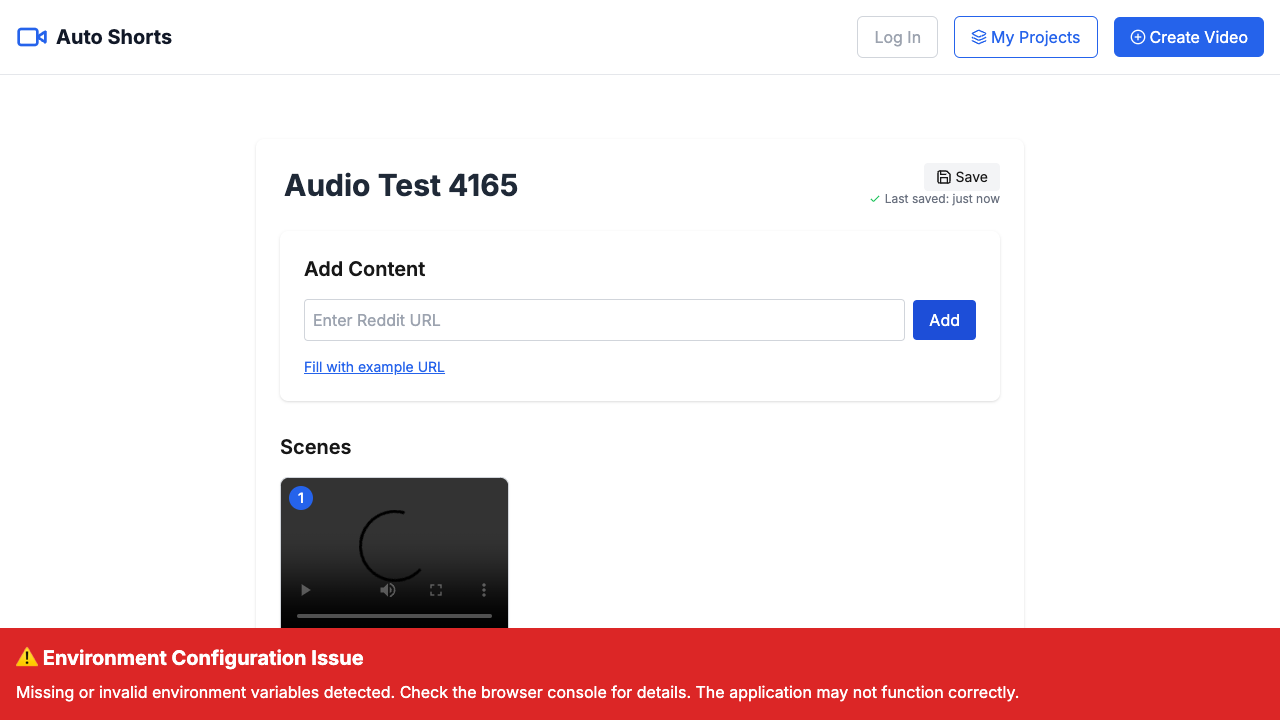 Auto Shorts
Log In
My Projects
Create Video
Audio Test 4165
Save
Last saved: just now
Add Content
Enter Reddit URL
Add
Fill with example URL
Scenes
1
Environment Configuration Issue
Missing or invalid environment variables detected. Check the browser console for details. The application may not function correctly.